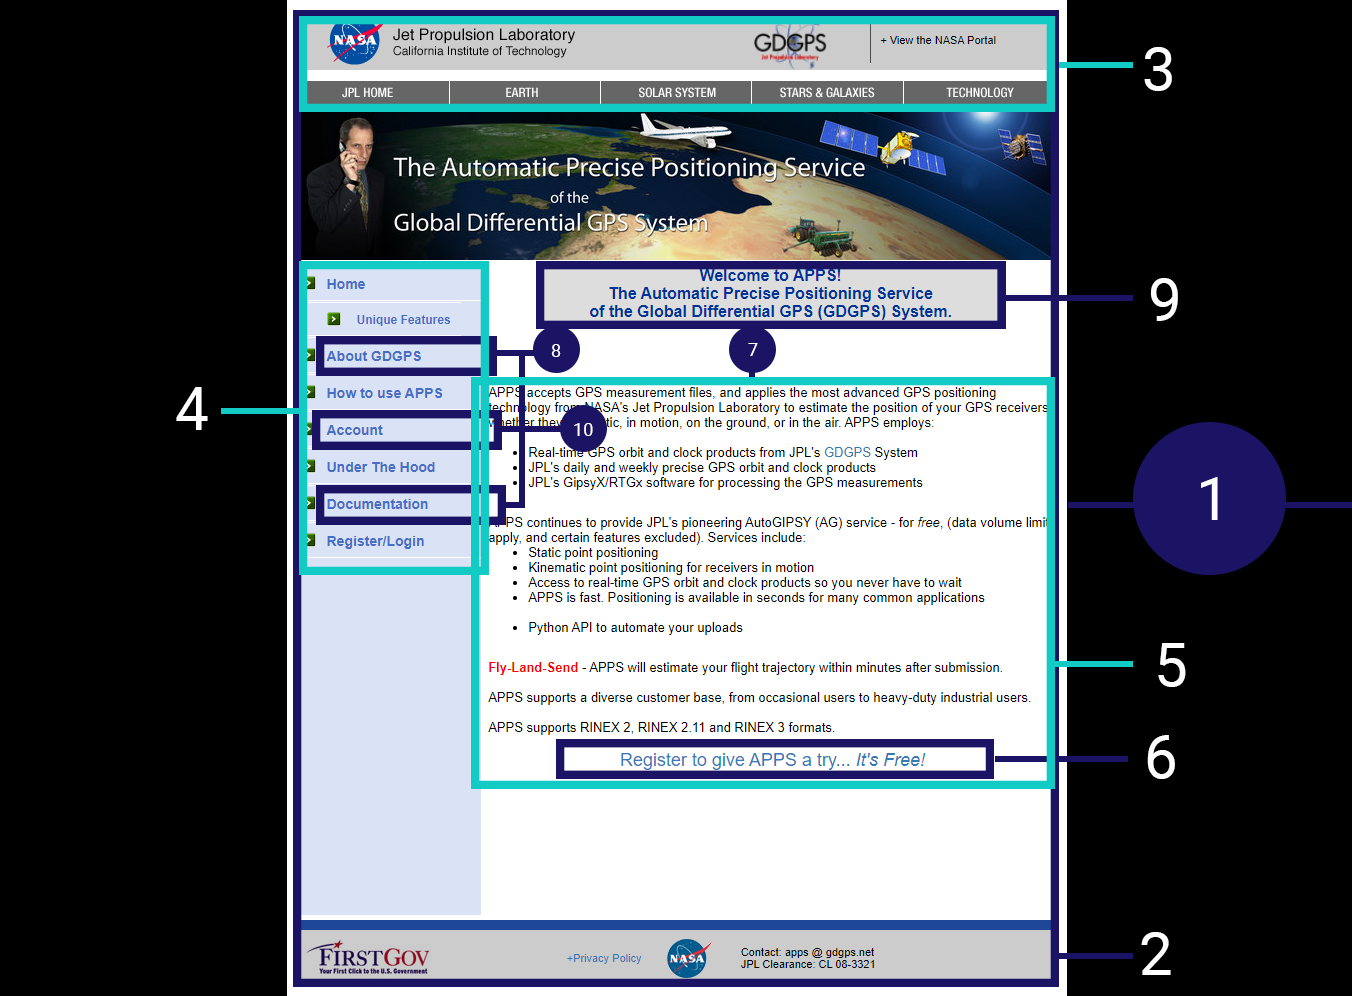 NASA
Jet Propulsion Laboratory
California Institute of Technology
GDGPS
Jet Propulsion Laboratory
+ View the NASA Portal
3
JPL HOME
EARTH
SOLAR SYSTEM
STARS & GALAXIES
TECHNOLOGY
The Automatic Precise Positioning Service
of the
Global Differential GPS System
Home
Unique Features
About GDGPS
How to use APPS
Account
Under The Hood
Documentation
Register/Login
4
8
10
Welcome to APPS!
The Automatic Precise Positioning Service
of the Global Differential GPS (GDGPS) System.
9
7
APPS accepts GPS measurement files, and applies the most advanced GPS positioning
technology from NASA's Jet Propulsion Laboratory to estimate the position of your GPS receivers
whether they tic, in motion, on the ground, or in the air. APPS employs:
• Real-time GPS orbit and clock products from JPL's GDGPS System
• JPL's daily and weekly precise GPS orbit and clock products
• JPL's GipsyX/RTGx software for processing the GPS measurements
1
APPS continues to provide JPL's pioneering AutoGIPSY (AG) service - for free, (data volume limit
apply, and certain features excluded). Services include:
• Static point positioning
• Kinematic point positioning for receivers in motion
• Access to real-time GPS orbit and clock products so you never have to wait
• APPS is fast. Positioning is available in seconds for many common applications
• Python API to automate your uploads
5
Fly-Land-Send - APPS will estimate your flight trajectory within minutes after submission.
APPS supports a diverse customer base, from occasional users to heavy-duty industrial users.
APPS supports RINEX 2, RINEX 2.11 and RINEX 3 formats.
Register to give APPS a try... It's Free!
6
FIRSTGOV
Your First Click to the U.S. Government
+Privacy Policy
NASA
Contact: apps @ gdgps.net
JPL Clearance: CL 08-3321
2